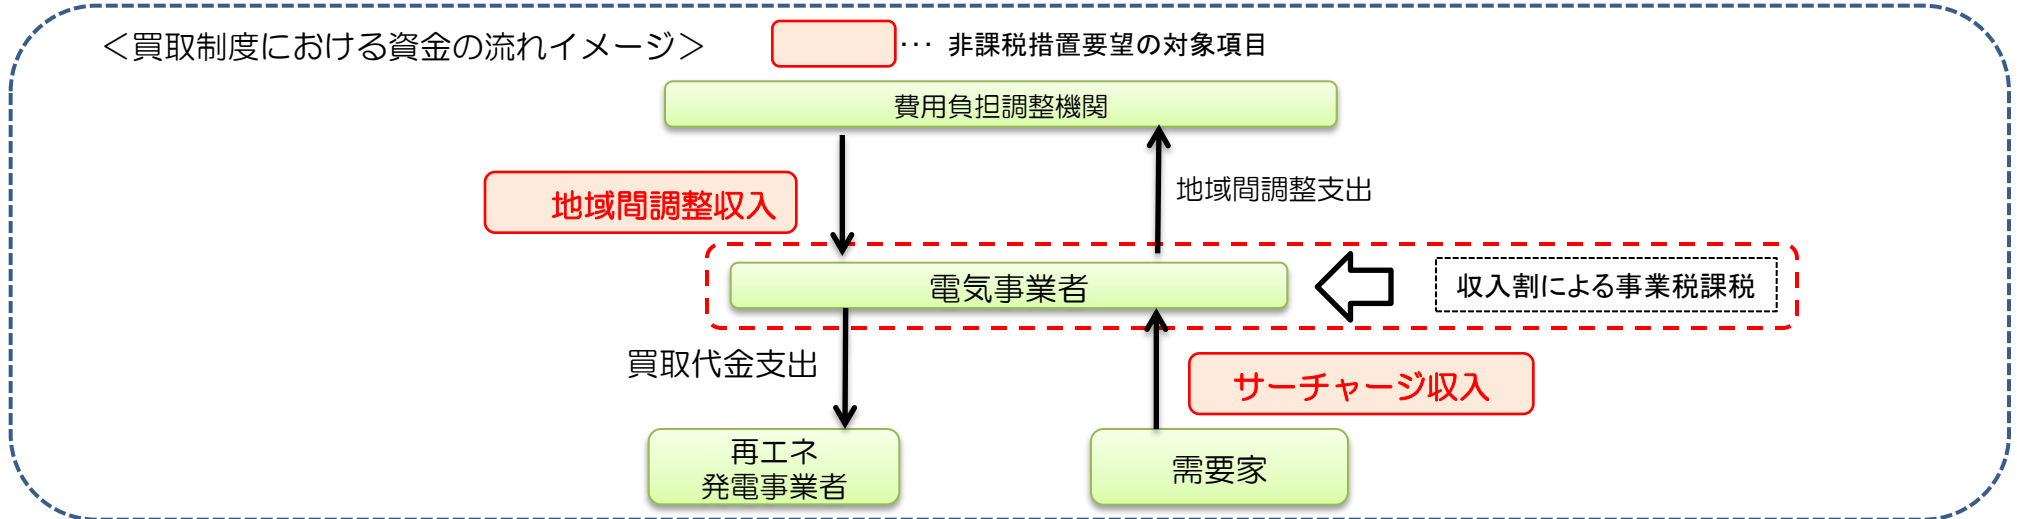 ＜買取制度における資金の流れイメージ＞
･･･ 非課税措置要望の対象項目
費用負担調整機関
地域間調整収入
地域間調整支出
電気事業者
収入割による事業税課税
買取代金支出
サーチャージ収入
再エネ
発電事業者
需要家